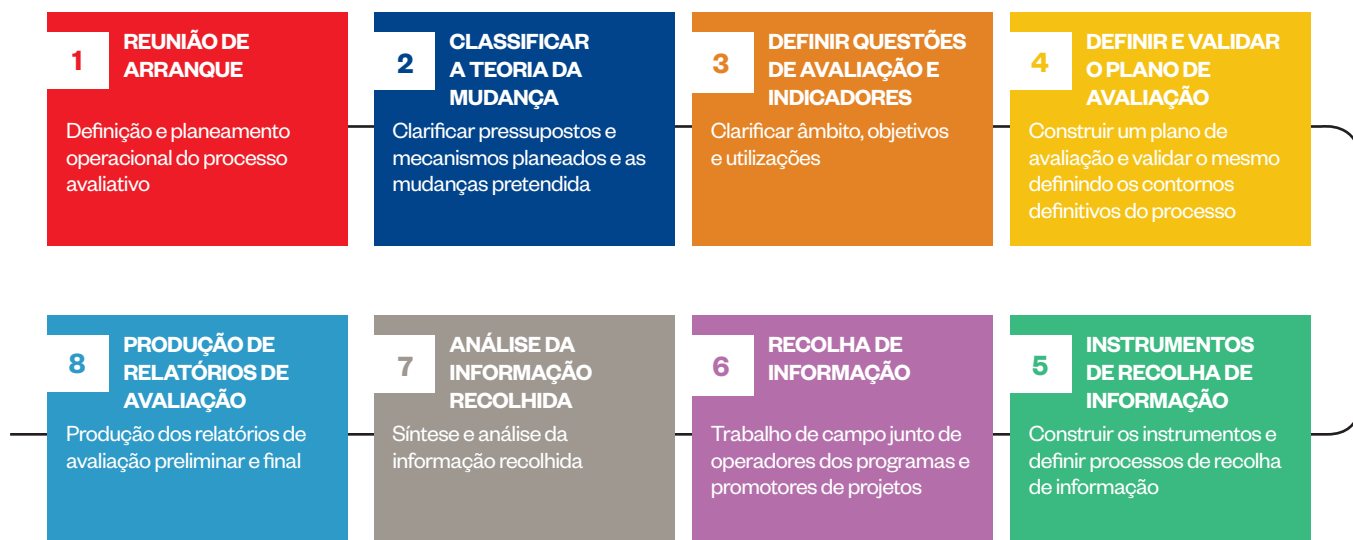 1
REUNIÃO DE
ARRANQUE
Definição e planeamento
operacional do processo
avaliativo
2
CLASSIFICAR
A TEORIA DA
MUDANÇA
Clarificar pressupostos e
mecanismos planeados e as
mudanças pretendida
3
DEFINIR QUESTÕES
DE AVALIAÇÃO E
INDICADORES
Clarificar âmbito, objetivos
e utilizações
4
DEFINIR E VALIDAR
O PLANO DE
AVALIAÇÃO
Construir um plano de
avaliação e validar o mesmo
definindo os contornos
definitivos do processo
5
INSTRUMENTOS
DE RECOLHA DE
INFORMAÇÃO
Construir os instrumentos e
definir processos de recolha
de informação
6
RECOLHA DE
INFORMAÇÃO
Trabalho de campo junto de
operadores dos programas e
promotores de projetos
7
ANÁLISE DA
INFORMAÇÃO
RECOLHIDA
Síntese e análise da
informação recolhida
8
PRODUÇÃO DE
RELATÓRIOS DE
AVALIAÇÃO
Produção dos relatórios de
avaliação preliminar e final